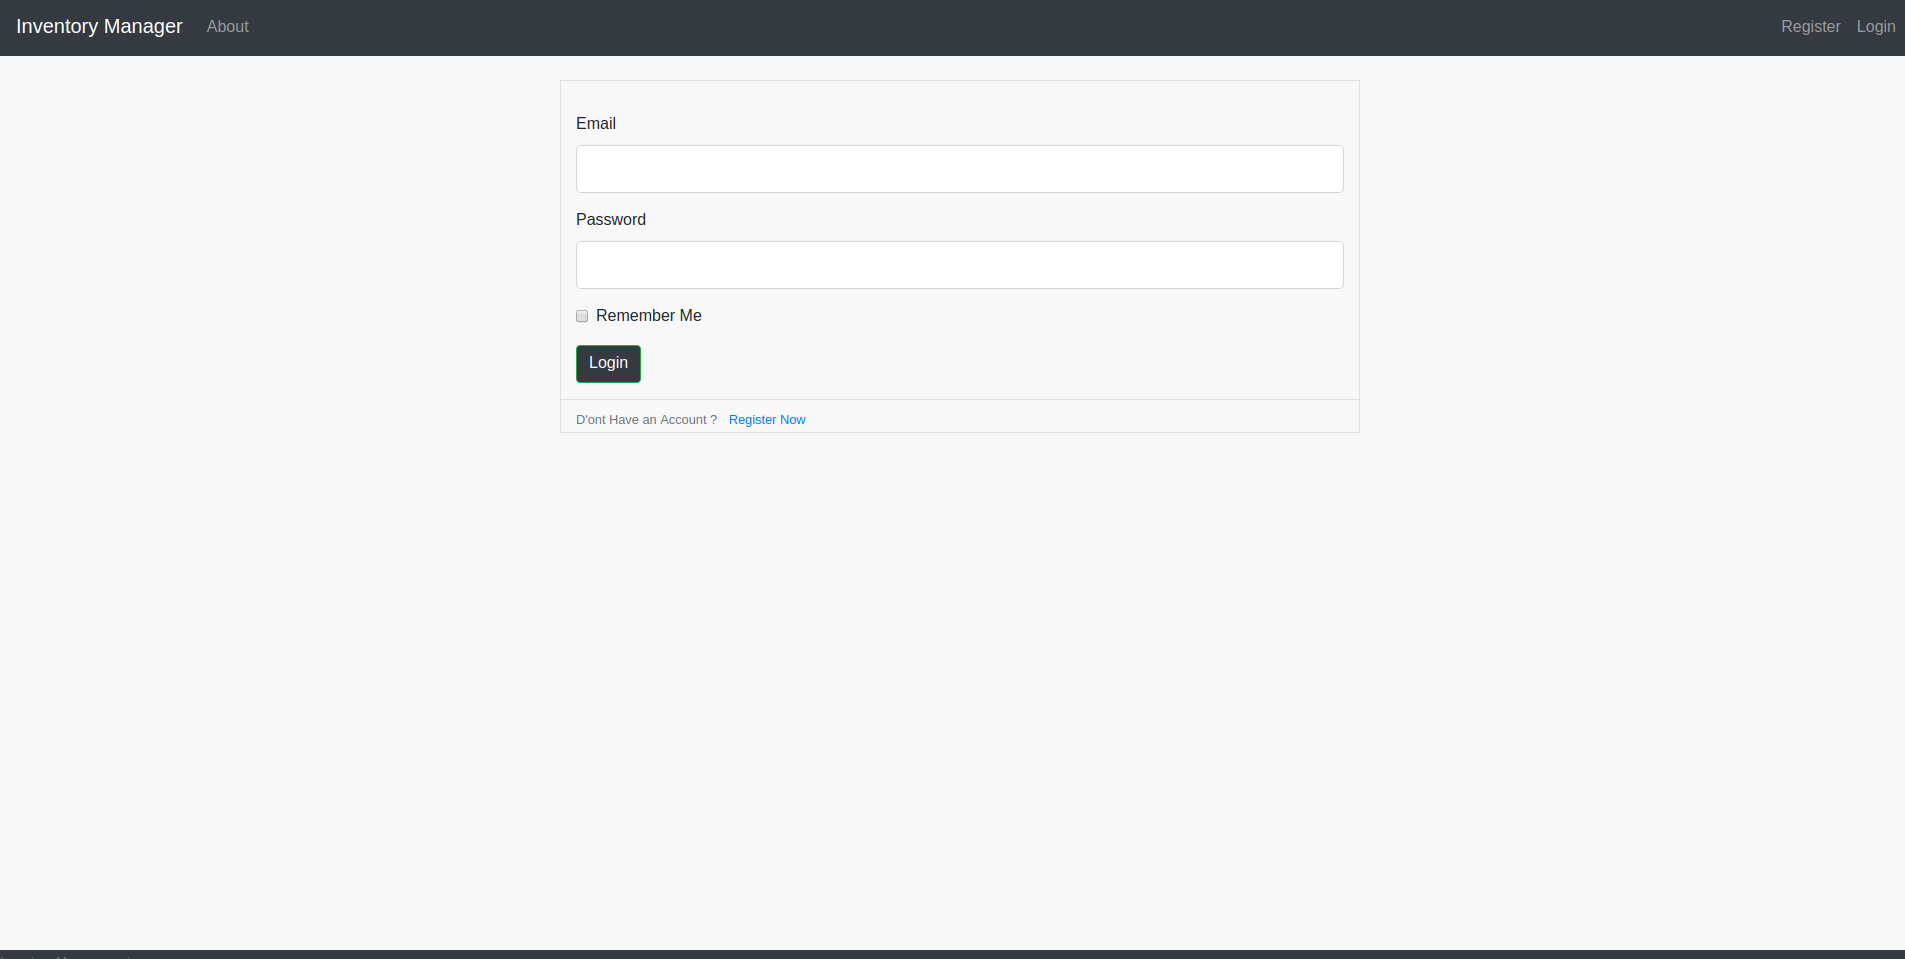 Inventory Manager About Register Login
Email
Password
Remember Me
Login
D'ont Have an Account ? Register Now